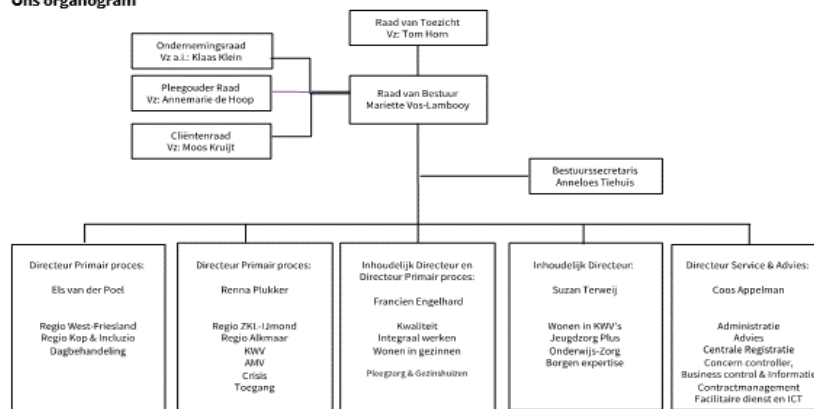 Ons organogram
Raad van Toezicht
Vz: Tom Horn
Ondernemingsraad
Vz a.i.: Klaas Klein
Pleegouder Raad
Vz: Annemarie de Hoop
Cliëntenraad
Vz: Moos Kruijt
Raad van Bestuur
Mariette Vos-Lambooy
Bestuurssecretaris
Anneloes Tiehuis
Directeur Primair proces:
Els van der Poel
Regio West-Friesland
Regio Kop & Incluzio
Dagbehandeling
Directeur Primair proces:
Renna Plukker
Regio ZKL-IJmond
Regio Alkmaar
KWV
AMV
Crisis
Toegang
Inhoudelijk Directeur en
Directeur Primair proces:
Francien Engelhard
Kwaliteit
Integraal werken
Wonen in gezinnen
Pleegzorg & Gezinshuizen
Inhoudelijk Directeur:
Suzan Terweij
Wonen in KWV's
Jeugdzorg Plus
Onderwijs-Zorg
Borgen expertise
Directeur Service & Advies:
Coos Appelman
Administratie
Advies
Centrale Registratie
Concern controller,
Business control & Informatie
Contractmanagement
Facilitaire dienst en ICT